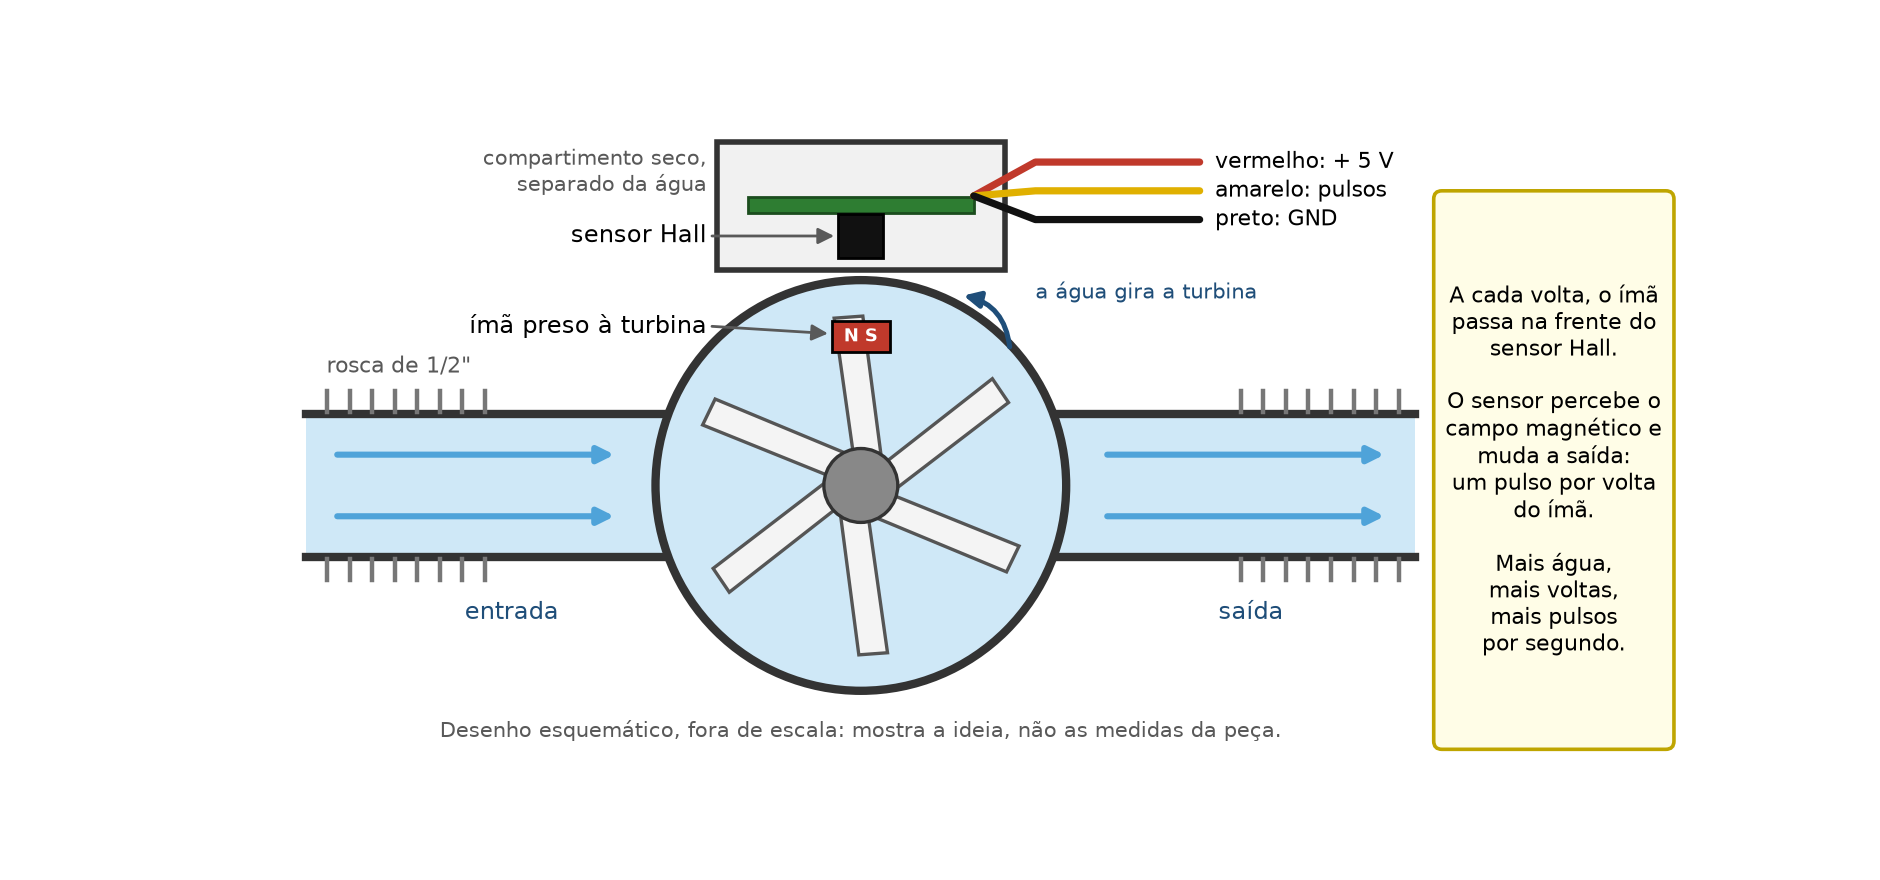 compartimento seco,
separado da água
sensor Hall
vermelho: + 5 V
amarelo: pulsos
preto: GND
a água gira a turbina
ímã preso à turbina
N S
rosca de 1/2"
entrada
saída
A cada volta, o ímã
passa na frente do
sensor Hall.
O sensor percebe o
campo magnético e
muda a saída:
um pulso por volta
do ímã.
Mais água,
mais voltas,
mais pulsos
por segundo.
Desenho esquemático, fora de escala: mostra a ideia, não as medidas da peça.